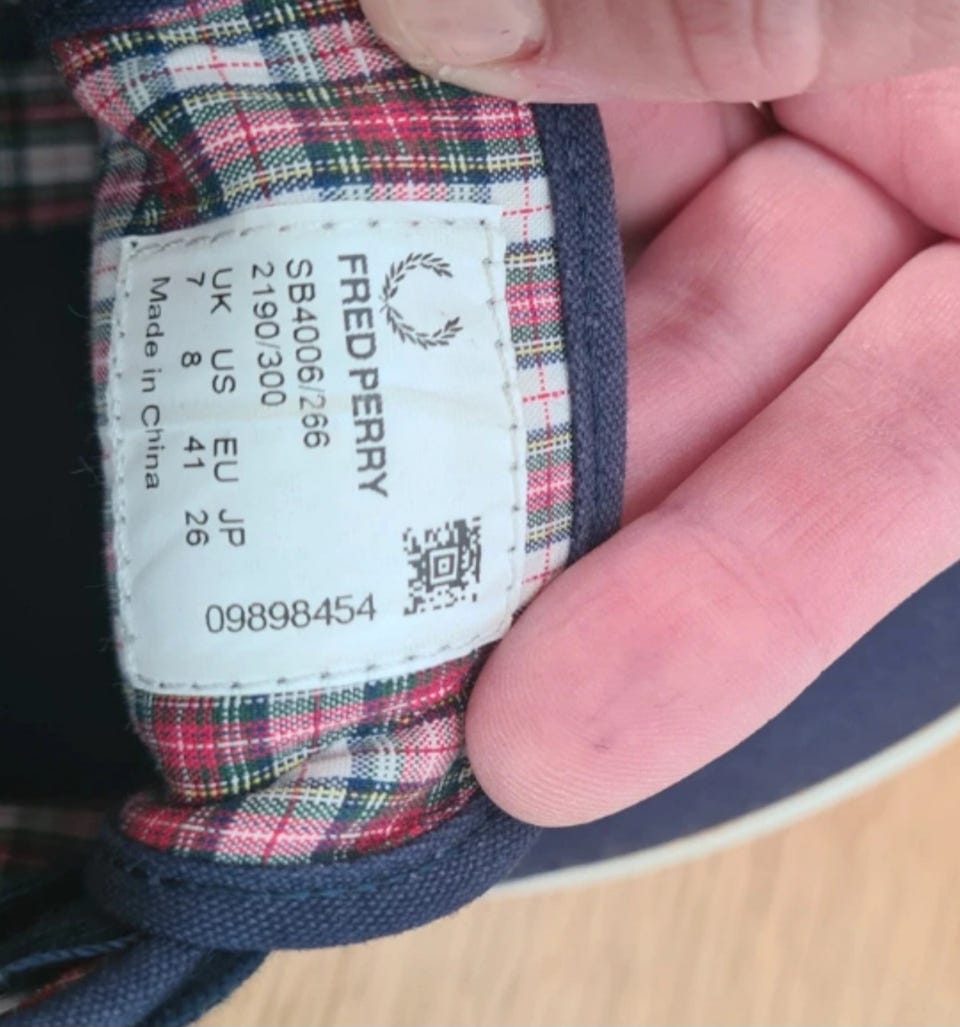 FRED PERRY
SB4006/266
2190/300
UK US EU JP
7 8 41 26
Made in China
09898454